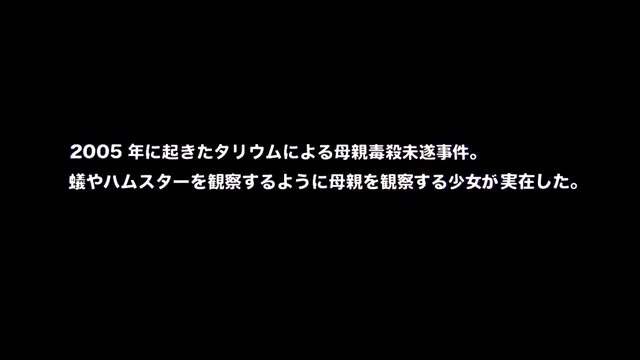 2005 年に起きたタリウムによる母親毒殺未遂事件。
蟻やハムスターを観察するように母親を観察する少女が実在した。